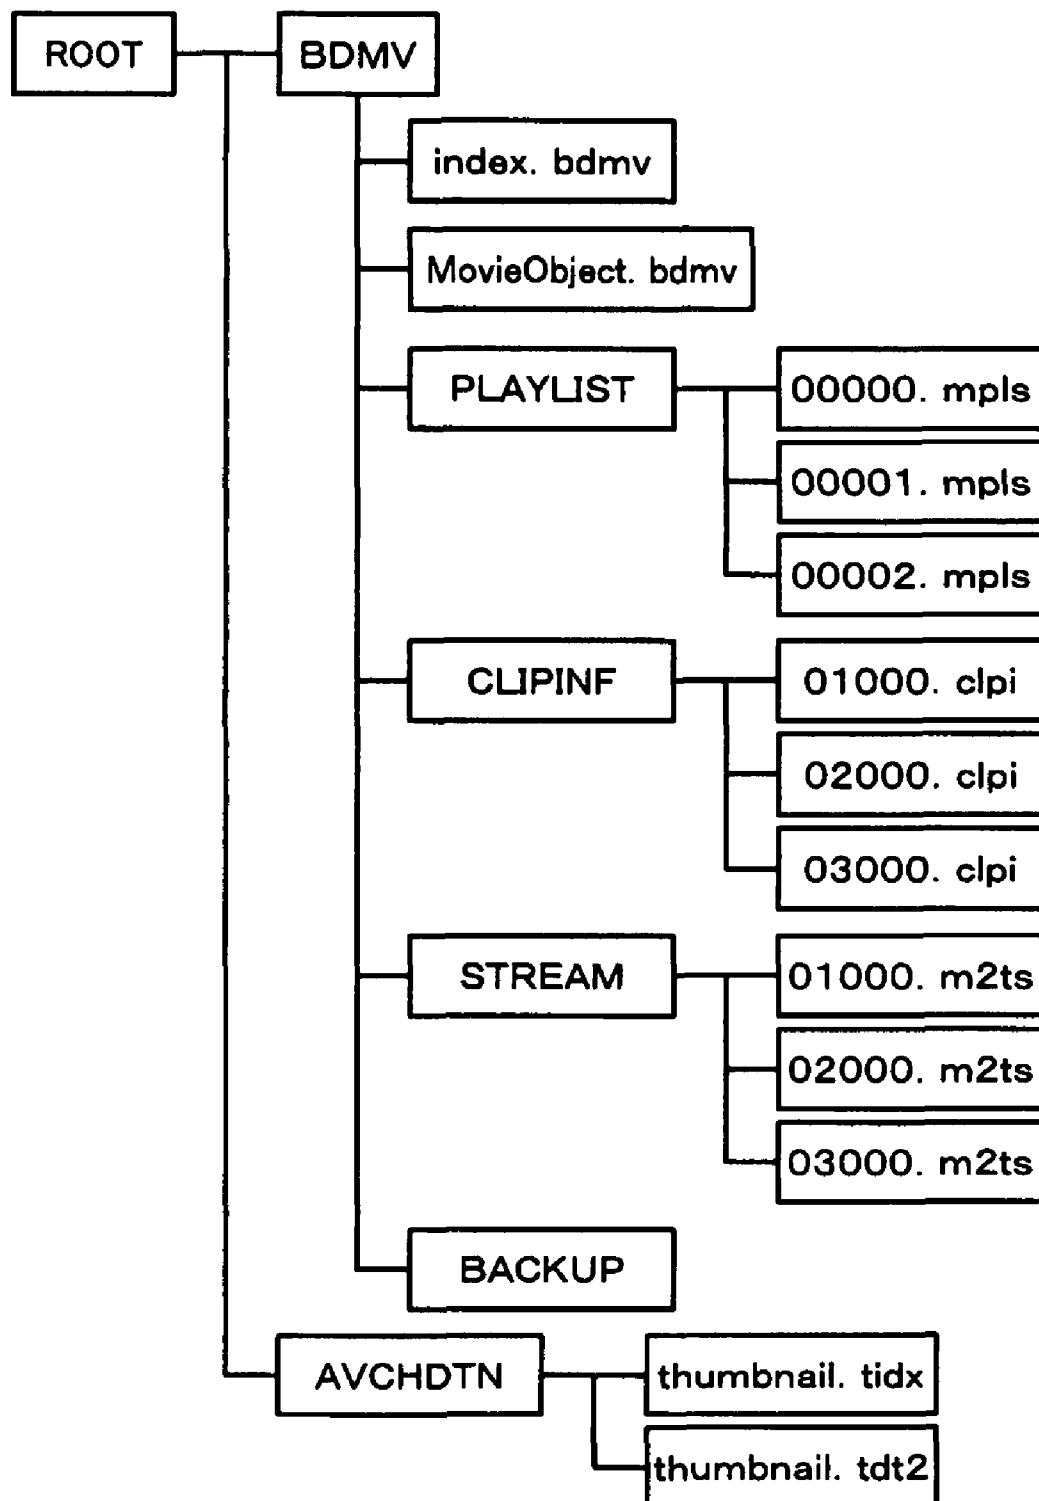 ROOT
BDMV
index. bdmv
MovieObject. bdmv
PLAYLIST
00000. mpls
00001. mpls
00002. mpls
CLIPINF
01000. clpi
02000. clpi
03000. clpi
STREAM
01000. m2ts
02000. m2ts
03000. m2ts
BACKUP
AVCHDTN
thumbnail. tidx
thumbnail. tdt2